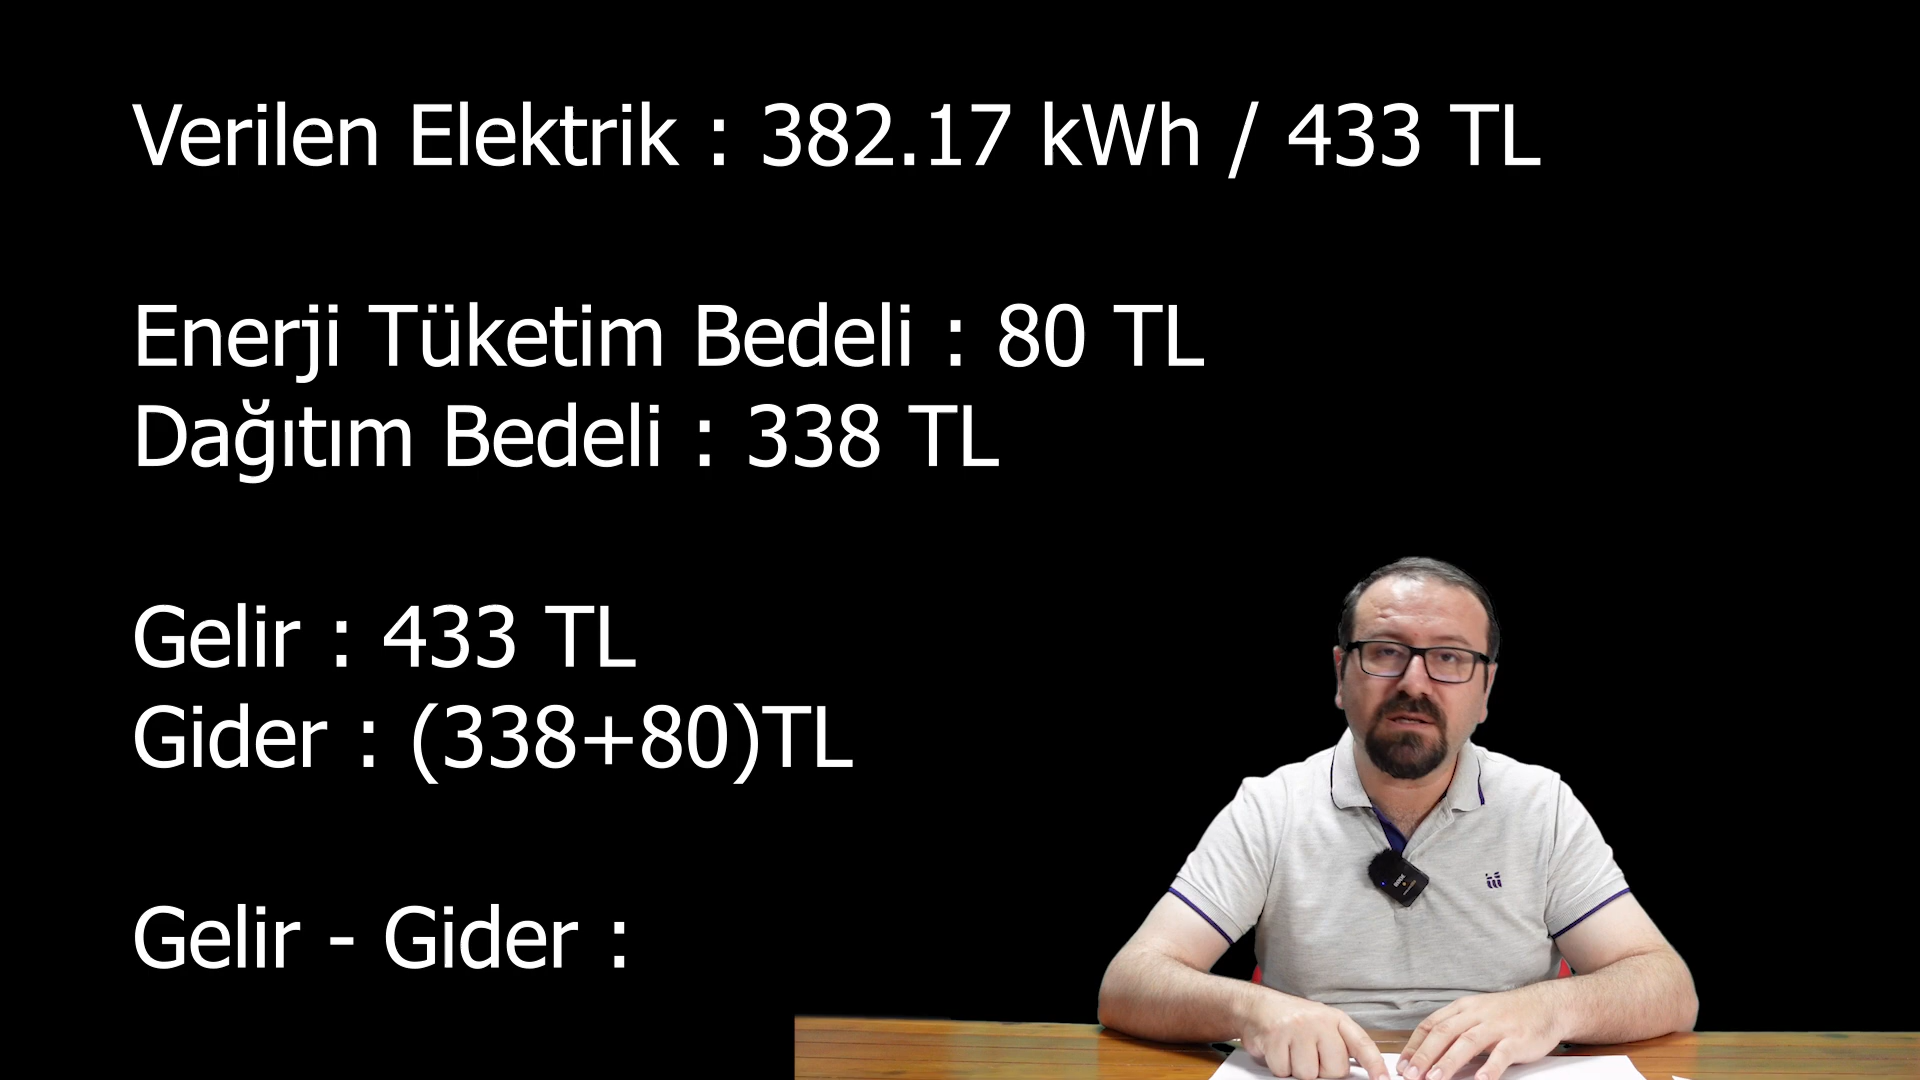 Verilen Elektrik : 382.17 kWh / 433 TL
Enerji Tüketim Bedeli : 80 TL
Dağıtım Bedeli : 338 TL
Gelir : 433 TL
Gider : (338+80)TL
Gelir - Gider :